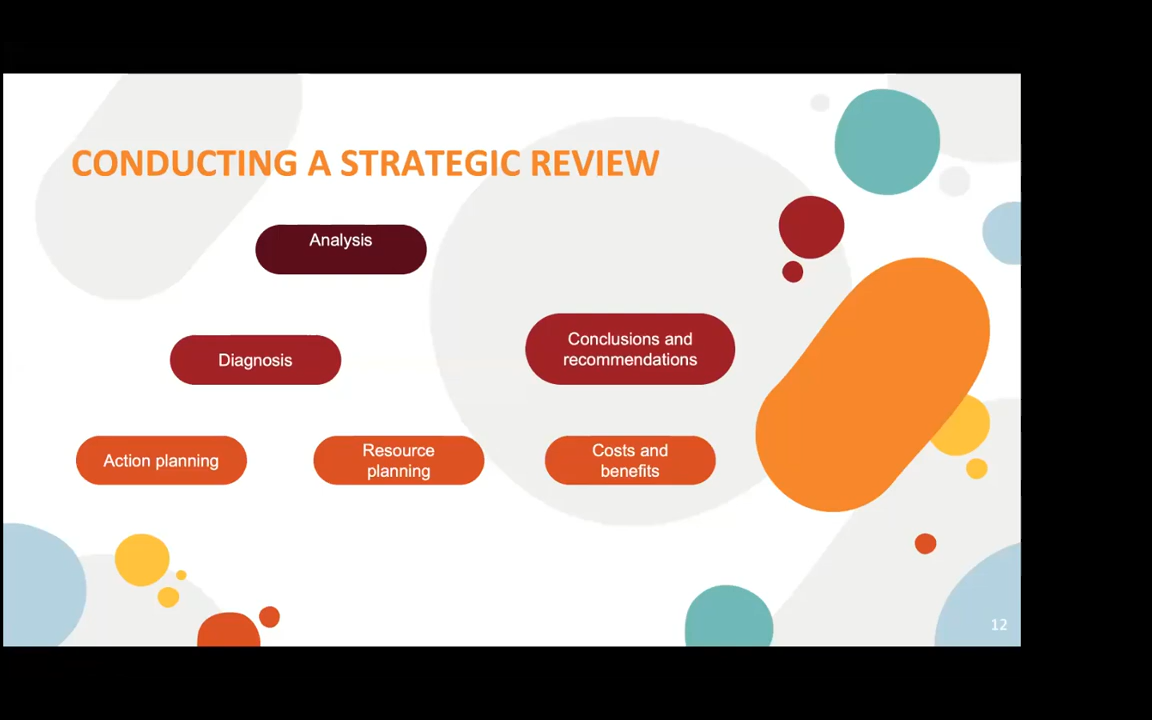 CONDUCTING A STRATEGIC REVIEW
Analysis
Diagnosis
Conclusions and
recommendations
Action planning
Resource
planning
Costs and
benefits
12